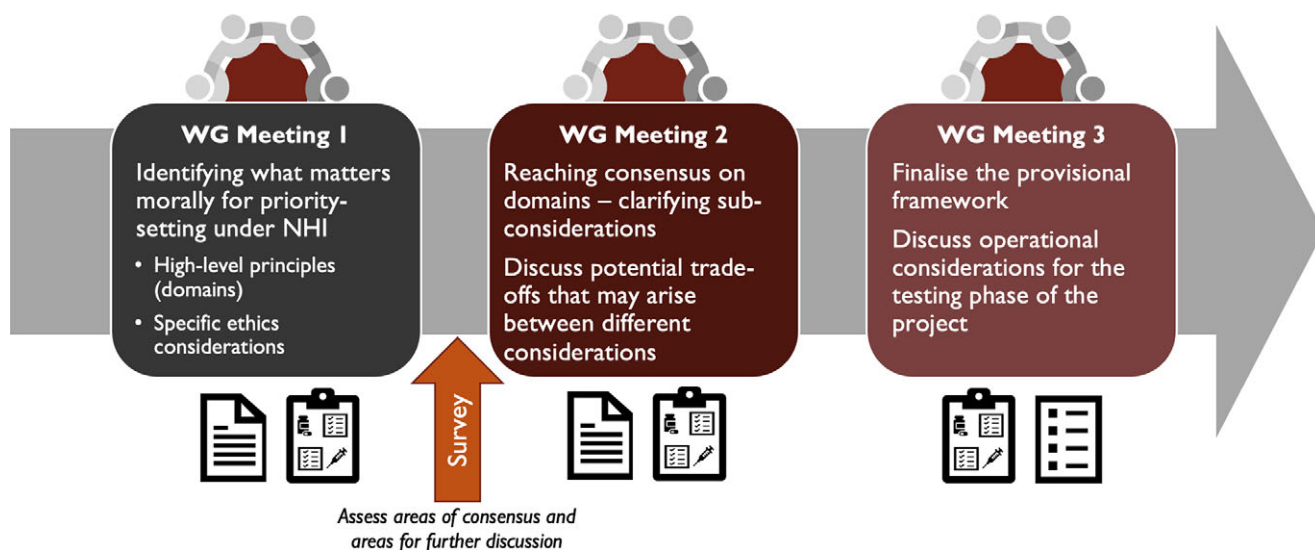 WG Meeting 1
Identifying what matters
morally for priority-
setting under NHI
• High-level principles
(domains)
• Specific ethics
considerations
Survey
Assess areas of consensus and
areas for further discussion
WG Meeting 2
Reaching consensus on
domains – clarifying sub-
considerations
Discuss potential trade-
offs that may arise
between different
considerations
WG Meeting 3
Finalise the provisional
framework
Discuss operational
considerations for the
testing phase of the
project